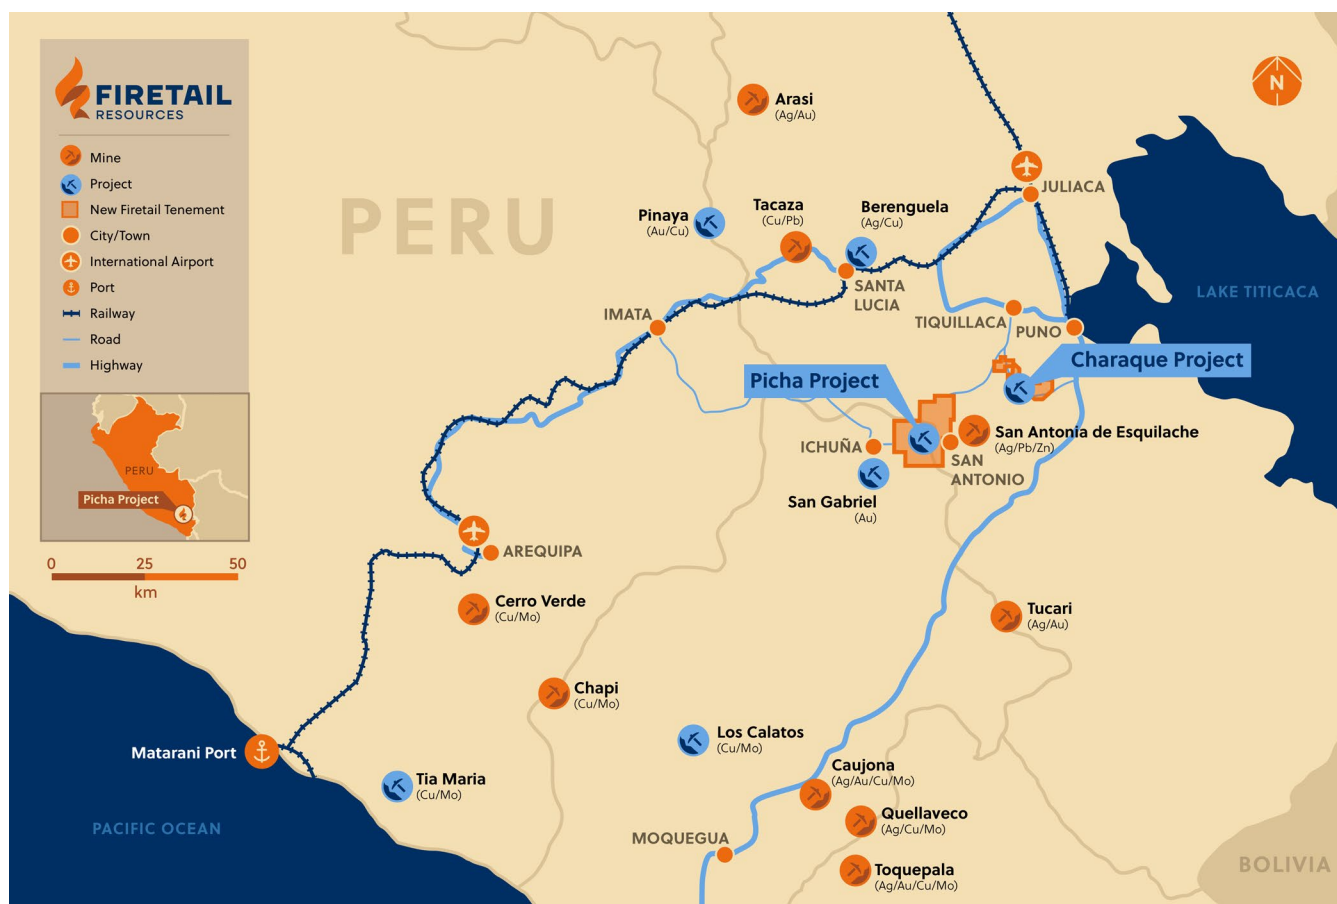 FIRETAIL
RESOURCES
Mine
Project
New Firetail Tenement
City/Town
International Airport
Port
Railway
Road
Highway
PERU
Picha Project
0 25 50
km
N
PERU
Arasi
(Ag/Au)
JULIACA
Pinaya
(Au/Cu)
Tacaza
(Cu/Pb)
Berenguela
(Ag/Cu)
SANTA
LUCIA
LAKE TITICACA
IMATA
TIQUILLACA
PUNO
Charaque Project
Picha Project
San Antonia de Esquilache
(Ag/Pb/Zn)
ICHUÑA
SAN
ANTONIO
San Gabriel
(Au)
AREQUIPA
Cerro Verde
(Cu/Mo)
Tucari
(Ag/Au)
Chapi
(Cu/Mo)
Los Calatos
(Cu/Mo)
Matarani Port
Tia Maria
(Cu/Mo)
Caujona
(Ag/Au/Cu/Mo)
Quellaveco
(Ag/Cu/Mo)
PACIFIC OCEAN
MOQUEGUA
Toquepala
(Ag/Au/Cu/Mo)
BOLIVIA